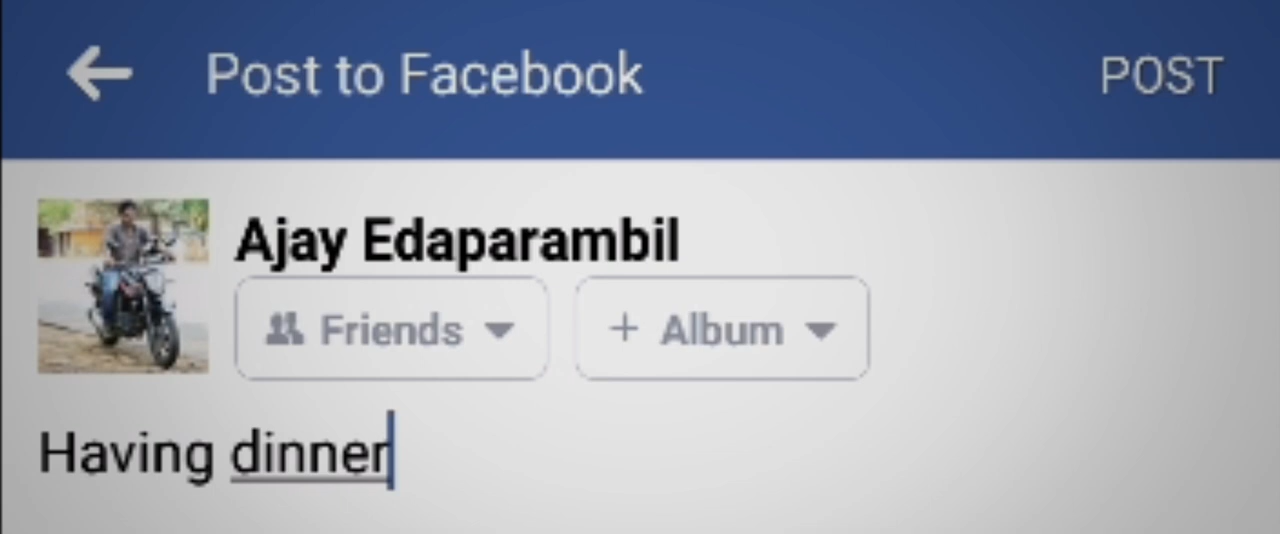 Post to Facebook POST
Ajay Edaparambil
Friends + Album
Having dinner